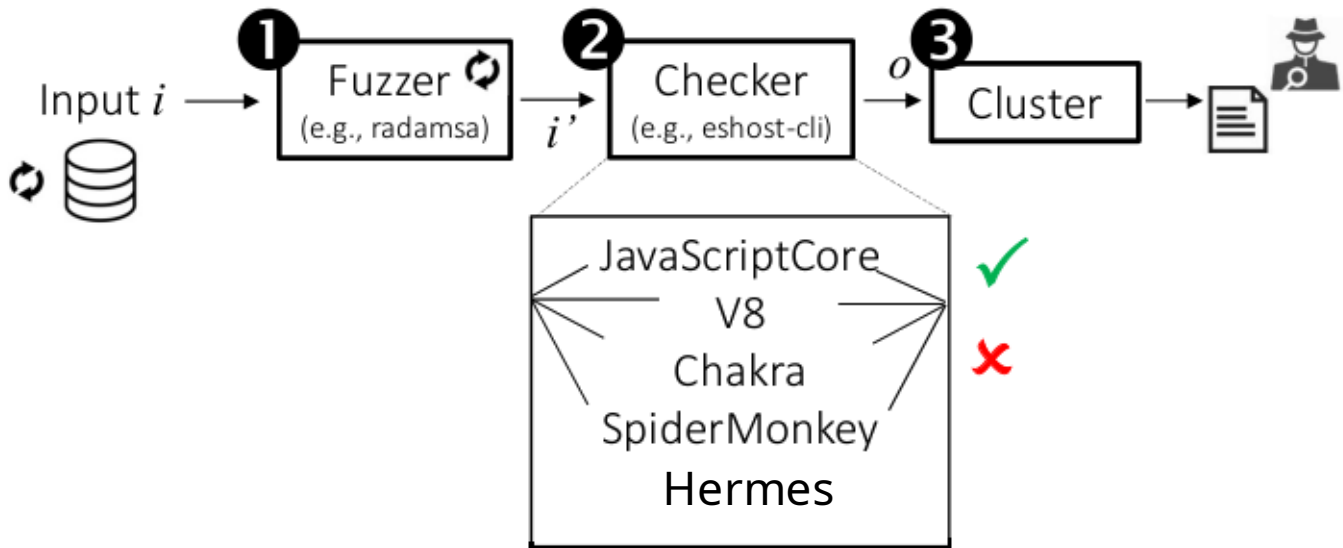 1
Fuzzer
(e.g., radamsa)
2
Checker
(e.g., eshost-cli)
3
Cluster
Input i
i’
o
JavaScriptCore
V8
Chakra
SpiderMonkey
Hermes